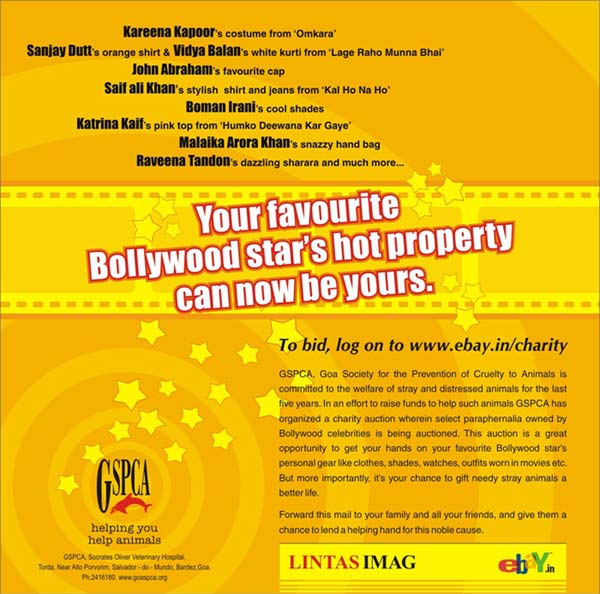 Kareena Kapoor's costume from 'Omkara'
Sanjay Dutt's orange shirt & Vidya Balan's white kurti from 'Lage Raho Munna Bhai'
John Abraham's favourite cap
Saif ali Khan's stylish shirt and jeans from 'Kal Ho Na Ho'
Boman Irani's cool shades
Katrina Kaif's pink top from 'Humko Deewana Kar Gaye'
Malaika Arora Khan's snazzy hand bag
Raveena Tandon's dazzling sharara and much more...
Your favourite
Bollywood star's hot property
can now be yours.
To bid, log on to www.ebay.in/charity
GSPCA, Goa Society for the Prevention of Cruelty to Animals is
committed to the welfare of stray and distressed animals for the last
five years. In an effort to raise funds to help such animals GSPCA has
organized a charity auction wherein select paraphernalia owned by
Bollywood celebrities is being auctioned. This auction is a great
opportunity to get your hands on your favourite Bollywood star's
personal gear like clothes, shades, watches, outfits worn in movies etc.
But more importantly, it's your chance to gift needy stray animals a
better life.
Forward this mail to your family and all your friends, and give them a
chance to lend a helping hand for this noble cause.
GSPCA
helping you
help animals
GSPCA, Socrates Oliver Veterinary Hospital,
Torda, Near Alto Porvorim, Salvador - do - Mundo, Bardez,Goa.
Ph:2416180. www.goaspca.org
LINTAS IMAG
ebay.in